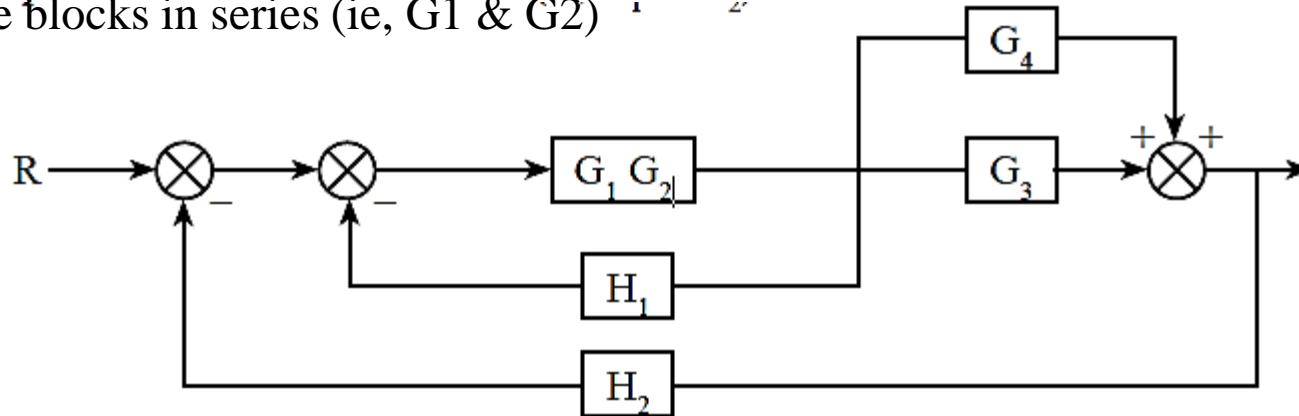 e blocks in series (ie, G1 & G2)
G₄
+ +
R
G₁ G₂
G₃
− −
H₁
H₂